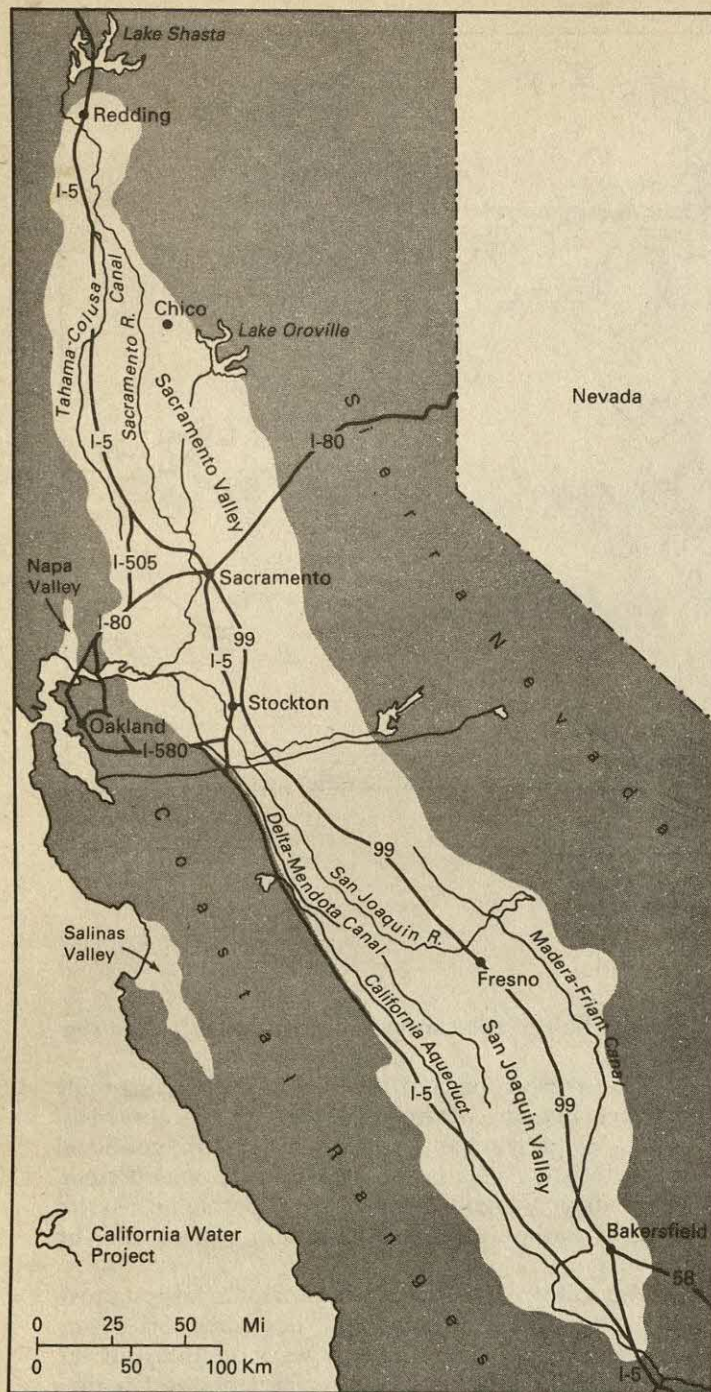 Lake Shasta
Redding
I-5
Tahama-Colusa
Canal
Sacramento R.
Chico
Lake Oroville
Sacramento Valley
I-5
Sierra Nevada
I-80
Nevada
Napa
Valley
I-505
Sacramento
I-80
99
I-5
Stockton
Oakland
I-580
Coastal Ranges
Delta-Mendota Canal
99
San Joaquin R.
Salinas
Valley
Fresno
Madera-Friant Canal
California Aqueduct
San Joaquin Valley
I-5
99
California Water
Project
Bakersfield
58
0 25 50 Mi
0 50 100 Km
I-5